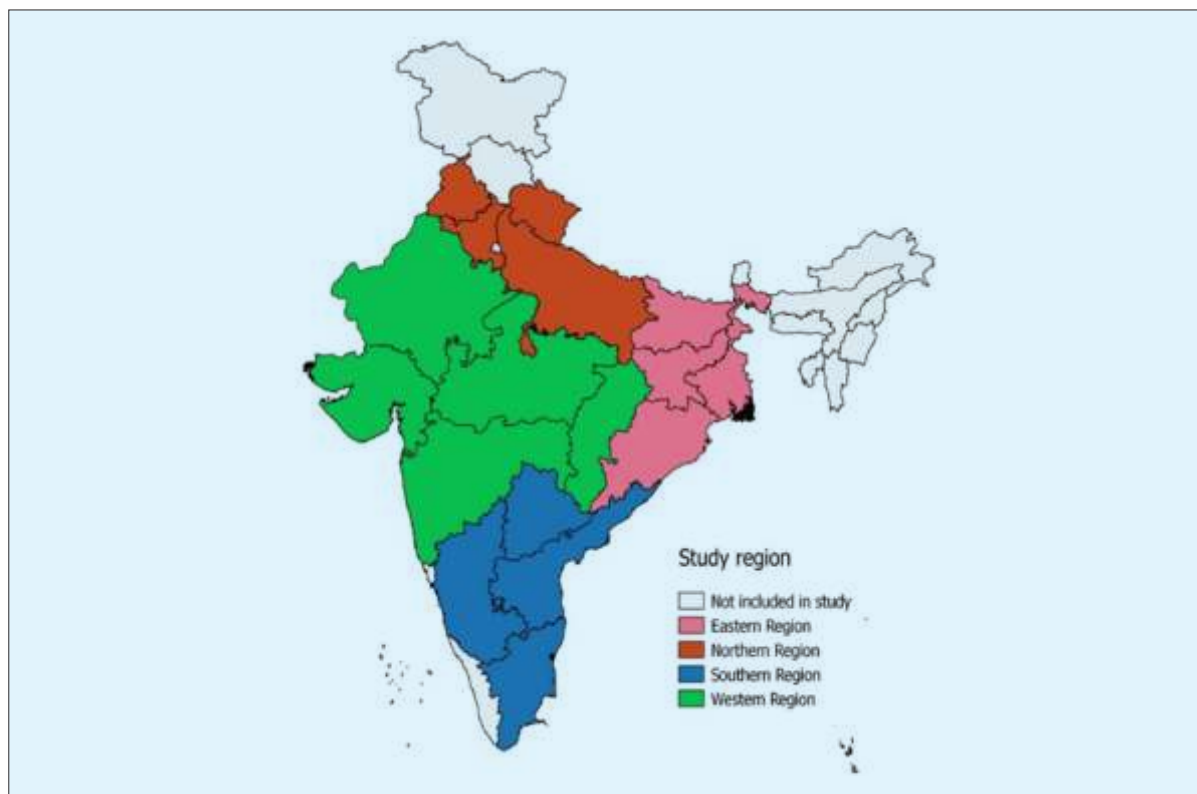 Study region
Not included in study
Eastern Region
Northern Region
Southern Region
Western Region